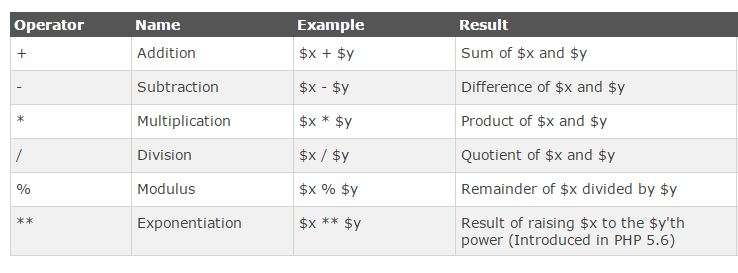 Operator Name Example Result
+ Addition $x + $y Sum of $x and $y
- Subtraction $x - $y Difference of $x and $y
* Multiplication $x * $y Product of $x and $y
/ Division $x / $y Quotient of $x and $y
% Modulus $x % $y Remainder of $x divided by $y
** Exponentiation $x ** $y Result of raising $x to the $y'th
power (Introduced in PHP 5.6)